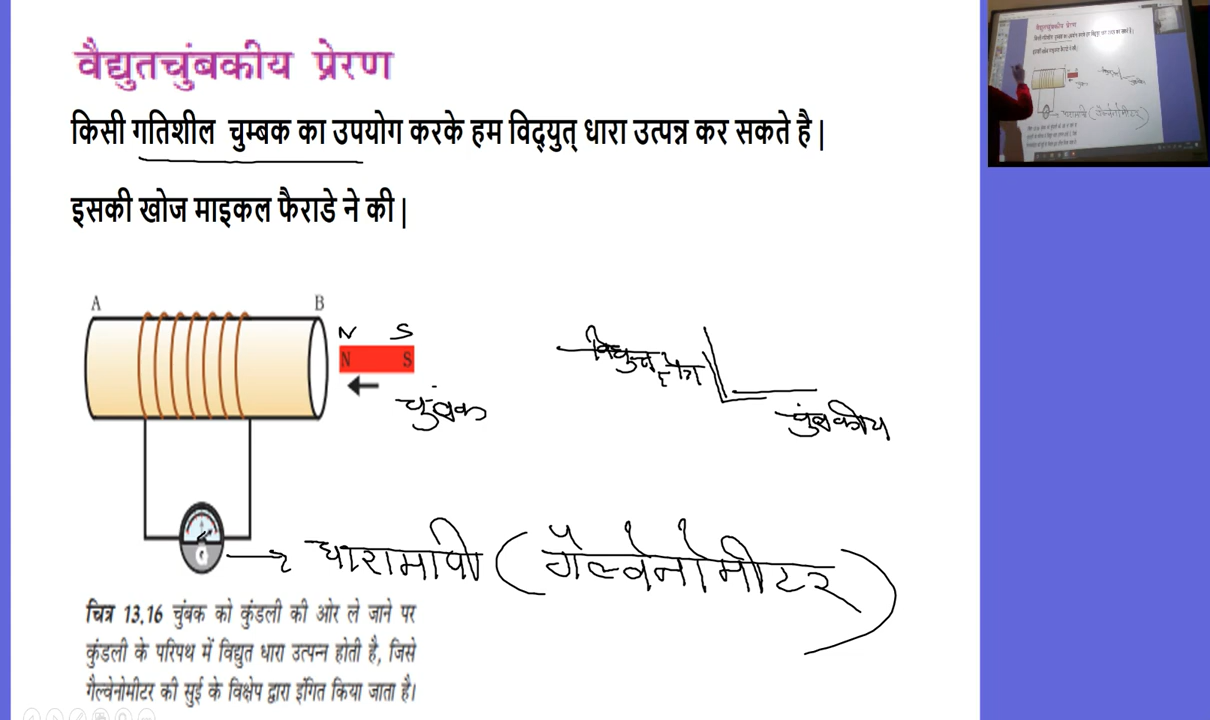 वैद्युतचुंबकीय प्रेरण
किसी गतिशील चुम्बक का उपयोग करके हम विद्युत् धारा उत्पन्न कर सकते है|
इसकी खोज माइकल फैराडे ने की|
A B
N S
N S
चुंबक
विद्युत क्षेत्र
चुंबकीय
G
धारामापी (गैल्वेनोमीटर)
चित्र 13.16 चुंबक को कुंडली की ओर ले जाने पर
कुंडली के परिपथ में विद्युत धारा उत्पन्न होती है, जिसे
गैल्वेनोमीटर की सुई के विक्षेप द्वारा इंगित किया जाता है।